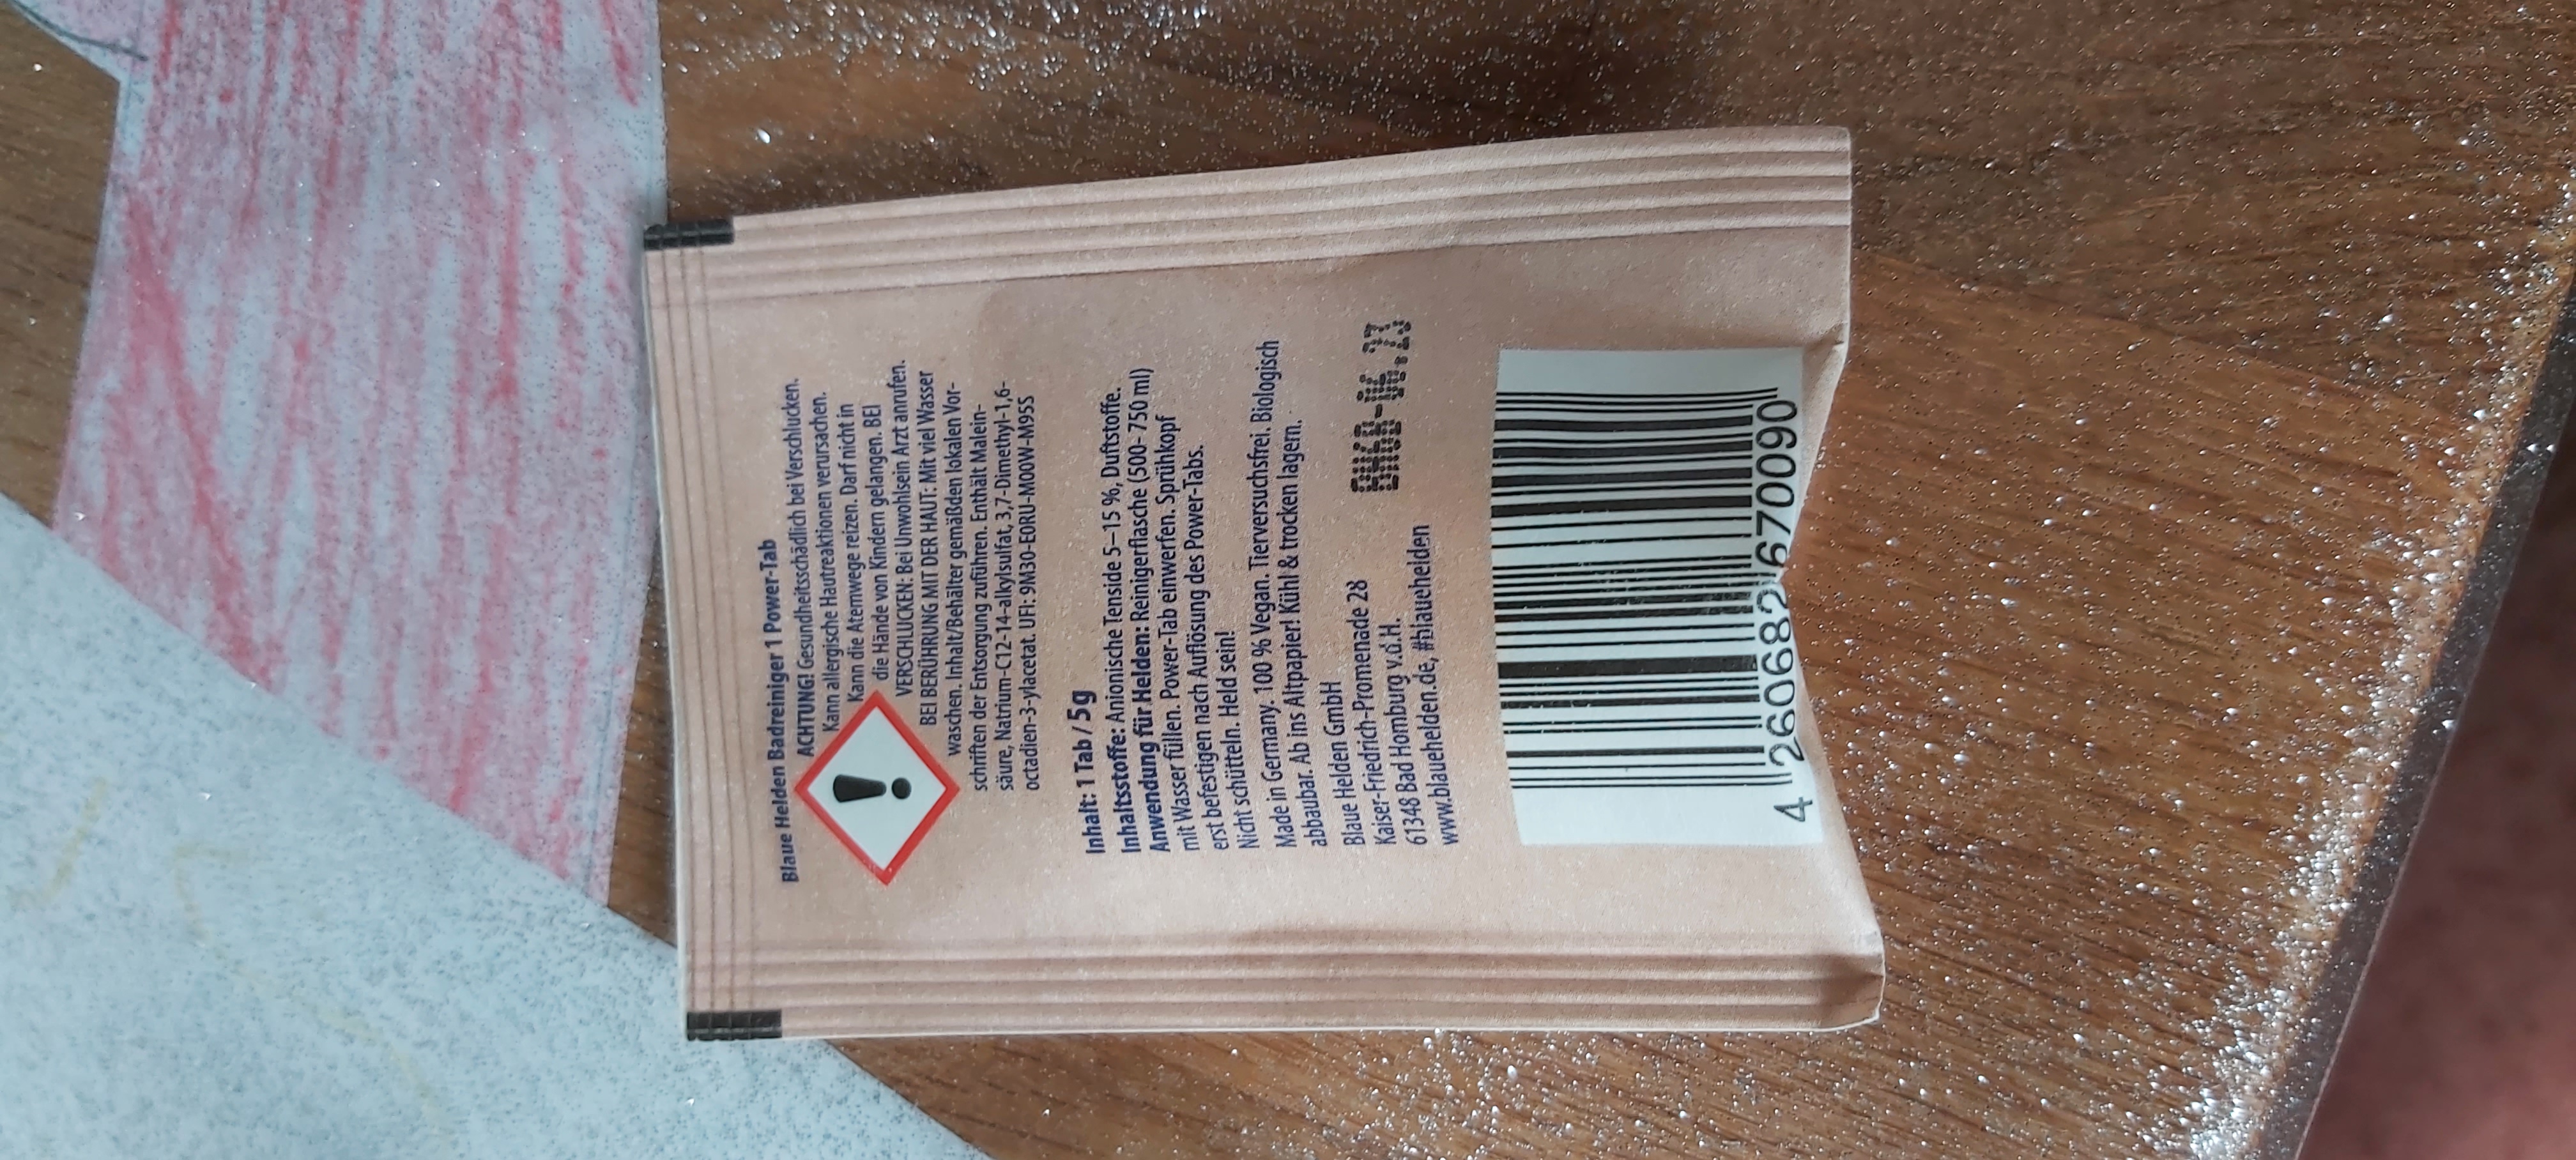 Blaue Helden Badreiniger 1 Power-Tab
ACHTUNG! Gesundheitsschädlich bei Verschlucken.
Kann allergische Hautreaktionen verursachen.
Kann die Atemwege reizen. Darf nicht in
die Hände von Kindern gelangen. BEI
VERSCHLUCKEN: Bei Unwohlsein Arzt anrufen.
BEI BERÜHRUNG MIT DER HAUT: Mit viel Wasser
waschen. Inhalt/Behälter gemäßden lokalen Vor-
schriften der Entsorgung zuführen. Enthält Malein-
säure, Natrium-C12-14-alkylsulfat, 3,7-Dimethyl-1,6-
octadien-3-ylacetat. UFI: 9M30-E0RU-M00W-M95S
Inhalt: 1 Tab / 5g
Inhaltsstoffe: Anionische Tenside 5–15 %, Duftstoffe.
Anwendung für Helden: Reinigerflasche (500- 750 ml)
mit Wasser füllen. Power-Tab einwerfen. Sprühkopf
erst befestigen nach Auflösung des Power-Tabs.
Nicht schütteln. Held sein!
Made in Germany. 100 % Vegan. Tierversuchsfrei. Biologisch
abbaubar. Ab ins Altpapier! Kühl & trocken lagern.
Blaue Helden GmbH
Kaiser-Friedrich-Promenade 28
61348 Bad Homburg v.d.H.
www.blauehelden.de, #blauehelden
4 260682 670090